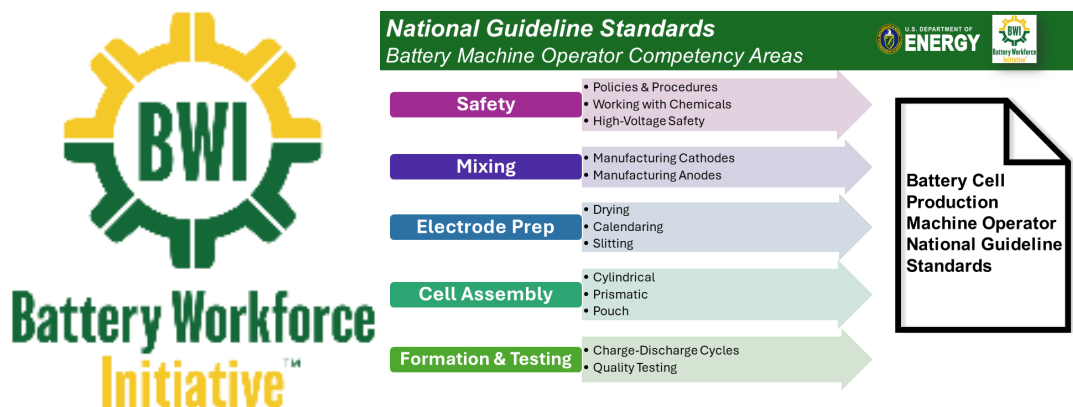 BWI
Battery Workforce
Initiative™
National Guideline Standards
Battery Machine Operator Competency Areas
U.S. DEPARTMENT OF
ENERGY
BWI
Battery Workforce
Initiative
Safety
• Policies & Procedures
• Working with Chemicals
• High-Voltage Safety
Mixing
• Manufacturing Cathodes
• Manufacturing Anodes
Electrode Prep
• Drying
• Calendaring
• Slitting
Cell Assembly
• Cylindrical
• Prismatic
• Pouch
Formation & Testing
• Charge-Discharge Cycles
• Quality Testing
Battery Cell
Production
Machine Operator
National Guideline
Standards